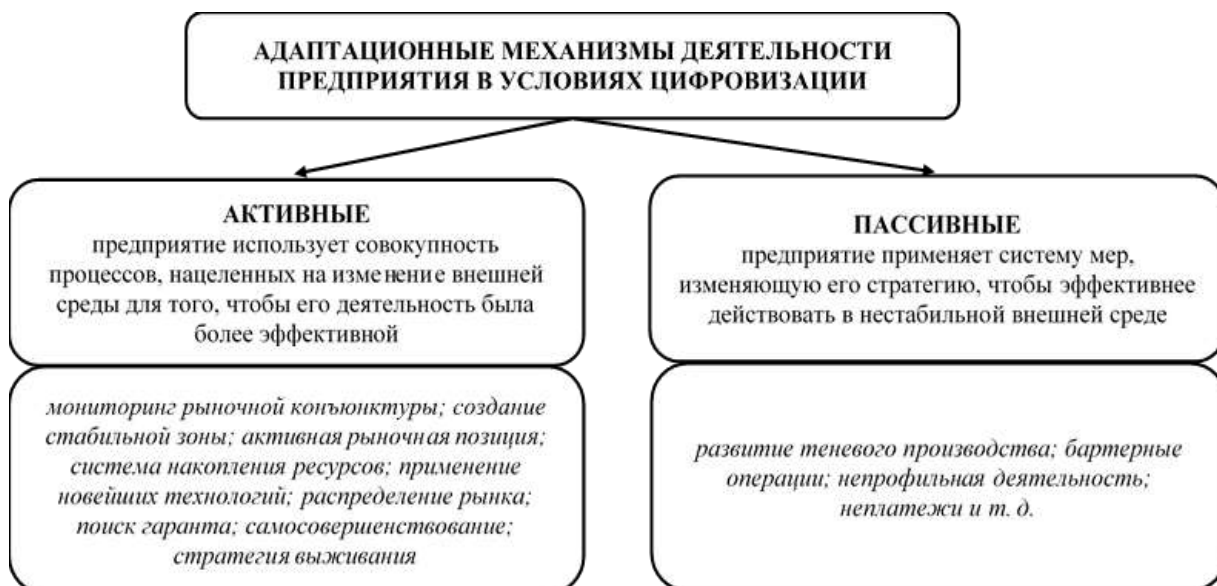 АДАПТАЦИОННЫЕ МЕХАНИЗМЫ ДЕЯТЕЛЬНОСТИ
ПРЕДПРИЯТИЯ В УСЛОВИЯХ ЦИФРОВИЗАЦИИ
АКТИВНЫЕ
предприятие использует совокупность
процессов, нацеленных на изменение внешней
среды для того, чтобы его деятельность была
более эффективной
мониторинг рыночной конъюнктуры; создание
стабильной зоны; активная рыночная позиция;
система накопления ресурсов; применение
новейших технологий; распределение рынка;
поиск гаранта; самосовершенствование;
стратегия выживания
ПАССИВНЫЕ
предприятие применяет систему мер,
изменяющую его стратегию, чтобы эффективнее
действовать в нестабильной внешней среде
развитие теневого производства; бартерные
операции; непрофильная деятельность;
неплатежи и т. д.